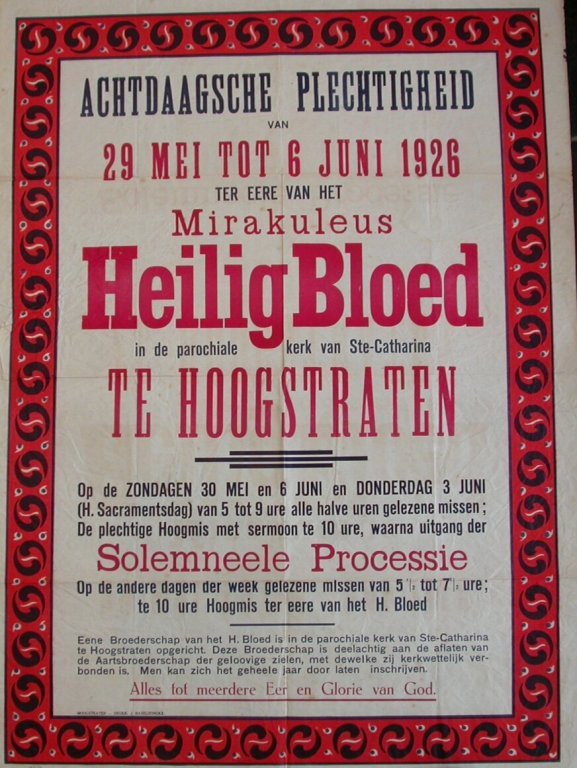 ACHTDAAGSCHE PLECHTIGHEID
VAN
29 MEI TOT 6 JUNI 1926
TER EERE VAN HET
Mirakuleus
Heilig Bloed
in de parochiale kerk van Ste-Catharina
TE HOOGSTRATEN
Op de ZONDAGEN 30 MEI en 6 JUNI en DONDERDAG 3 JUNI
(H. Sacramentsdag) van 5 tot 9 ure alle halve uren gelezene missen;
De plechtige Hoogmis met sermoon te 10 ure, waarna uitgang der
Solemneele Processie
Op de andere dagen der week gelezene missen van 5 1/2 tot 7 1/2 ure;
te 10 ure Hoogmis ter eere van het H. Bloed
Eene Broederschap van het H. Bloed is in de parochiale kerk van Ste-Catharina
te Hoogstraten opgericht. Deze Broederschap is deelachtig aan de aflaten van
de Aartsbroederschap der geloovige zielen, met dewelke zij kerkwettelijk ver-
bonden is. Men kan zich het geheele jaar door laten inschrijven.
Alles tot meerdere Eer en Glorie van God.
HOOGSTRATEN